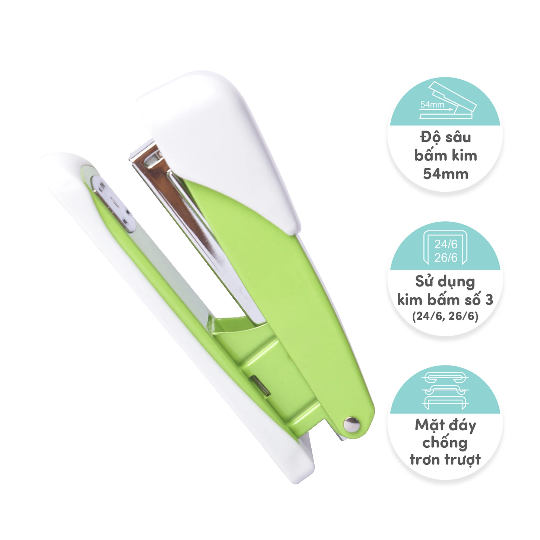 54mm
Độ sâu
bấm kim
54mm
24/6
26/6
Sử dụng
kim bấm số 3
(24/6, 26/6)
Mặt đáy
chống
trơn trượt